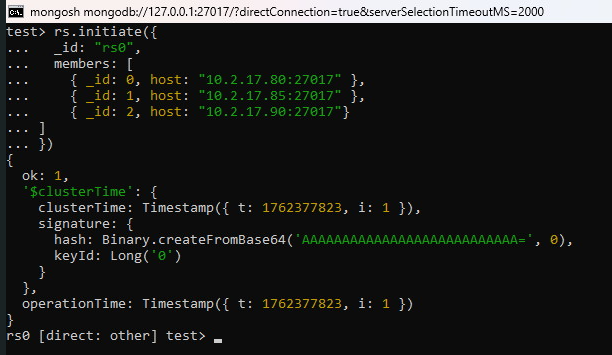 mongosh mongodb://127.0.0.1:27017/?directConnection=true&serverSelectionTimeoutMS=2000
test> rs.initiate({
...   _id: "rs0",
...   members: [
...     { _id: 0, host: "10.2.17.80:27017" },
...     { _id: 1, host: "10.2.17.85:27017" },
...     { _id: 2, host: "10.2.17.90:27017"}
... ]
... })
{
  ok: 1,
  '$clusterTime': {
    clusterTime: Timestamp({ t: 1762377823, i: 1 }),
    signature: {
      hash: Binary.createFromBase64('AAAAAAAAAAAAAAAAAAAAAAAAAAA=', 0),
      keyId: Long('0')
    }
  },
  operationTime: Timestamp({ t: 1762377823, i: 1 })
}
rs0 [direct: other] test>